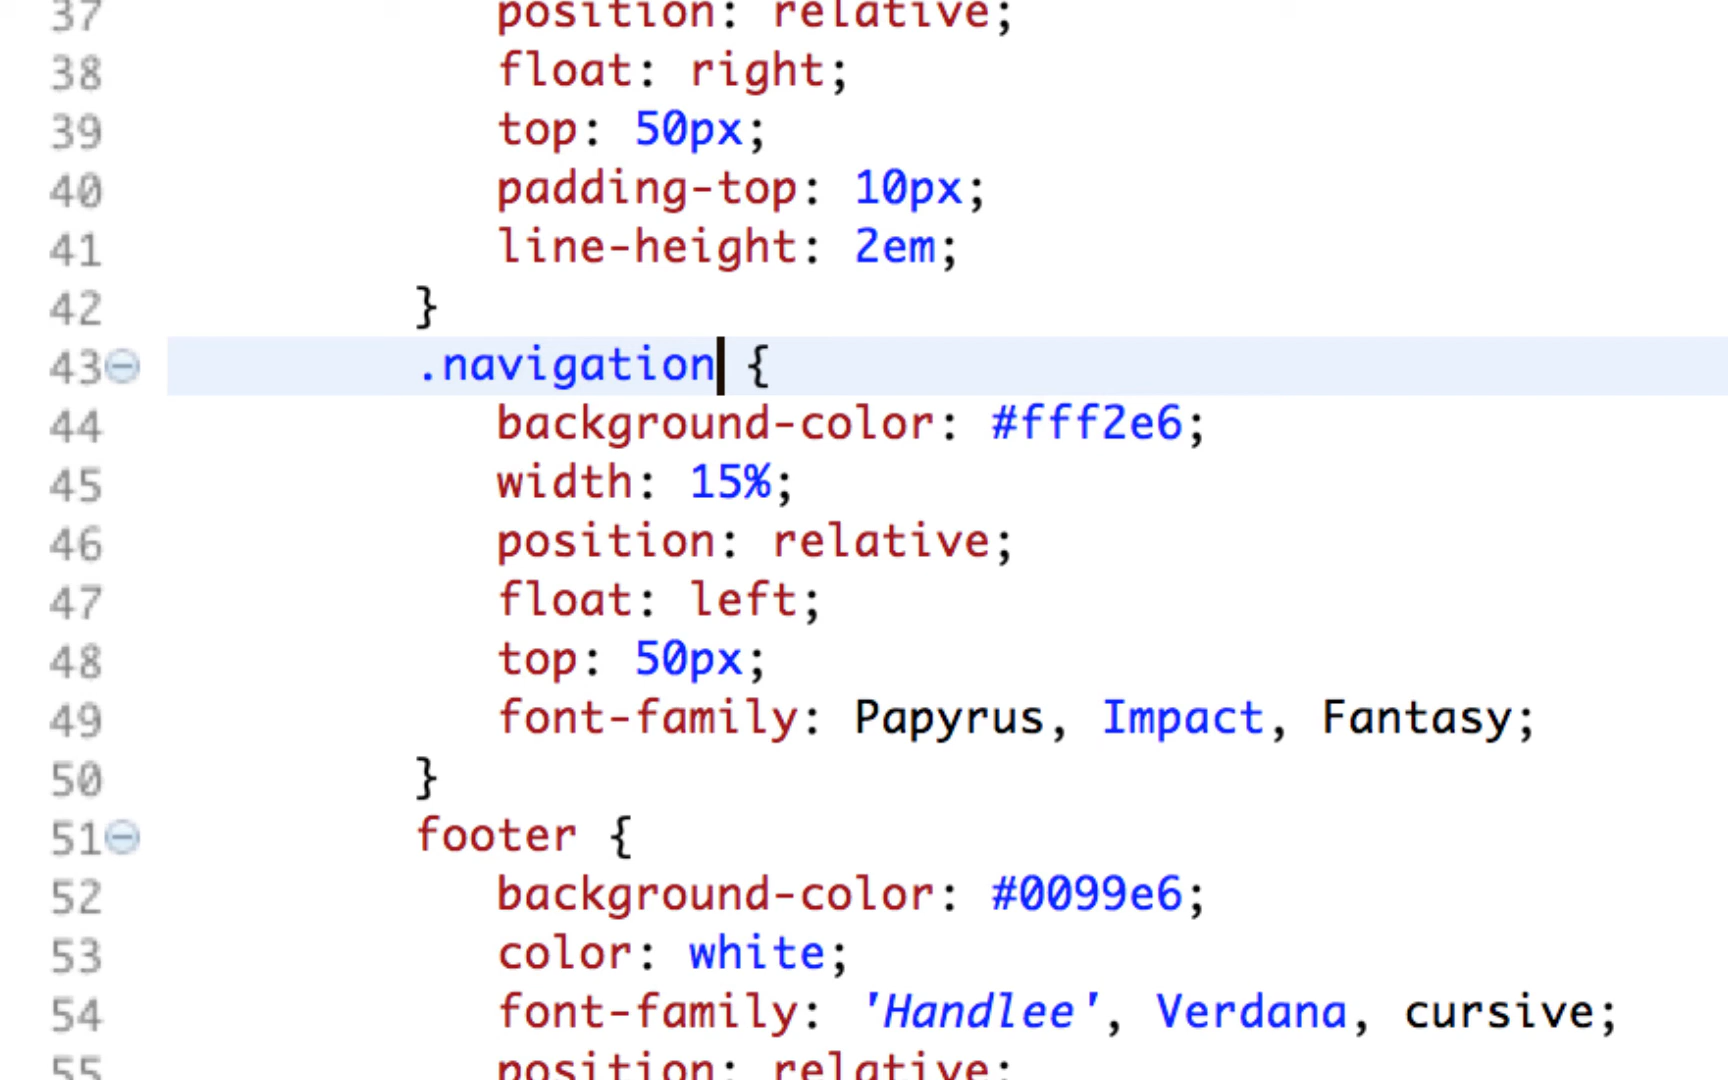 37 position: relative;
38 float: right;
39 top: 50px;
40 padding-top: 10px;
41 line-height: 2em;
42 }
43 .navigation {
44 background-color: #fff2e6;
45 width: 15%;
46 position: relative;
47 float: left;
48 top: 50px;
49 font-family: Papyrus, Impact, Fantasy;
50 }
51 footer {
52 background-color: #0099e6;
53 color: white;
54 font-family: 'Handlee', Verdana, cursive;
55 position: relative;